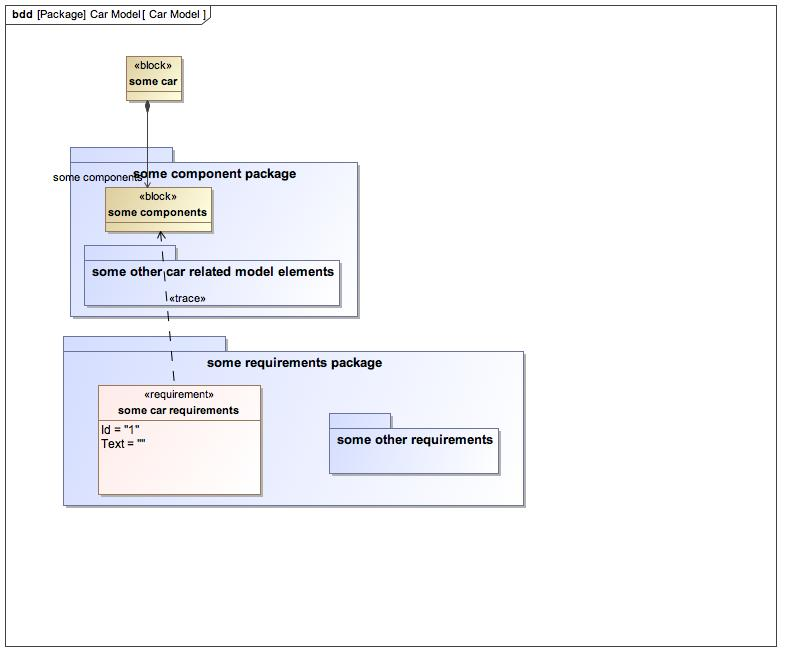 bdd [Package] Car Model [ Car Model ]
«block»
some car
some components
some component package
«block»
some components
some other car related model elements
«trace»
some requirements package
«requirement»
some car requirements
Id = "1"
Text = ""
some other requirements